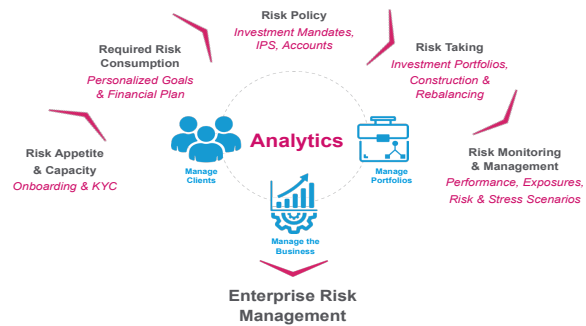 Risk Policy
Investment Mandates,
IPS, Accounts
Required Risk
Consumption
Personalized Goals
& Financial Plan
Risk Taking
Investment Portfolios,
Construction &
Rebalancing
Risk Appetite
& Capacity
Onboarding & KYC
Analytics
Manage
Clients
Manage
Portfolios
Risk Monitoring
& Management
Performance, Exposures,
Risk & Stress Scenarios
Manage the
Business
Enterprise Risk
Management